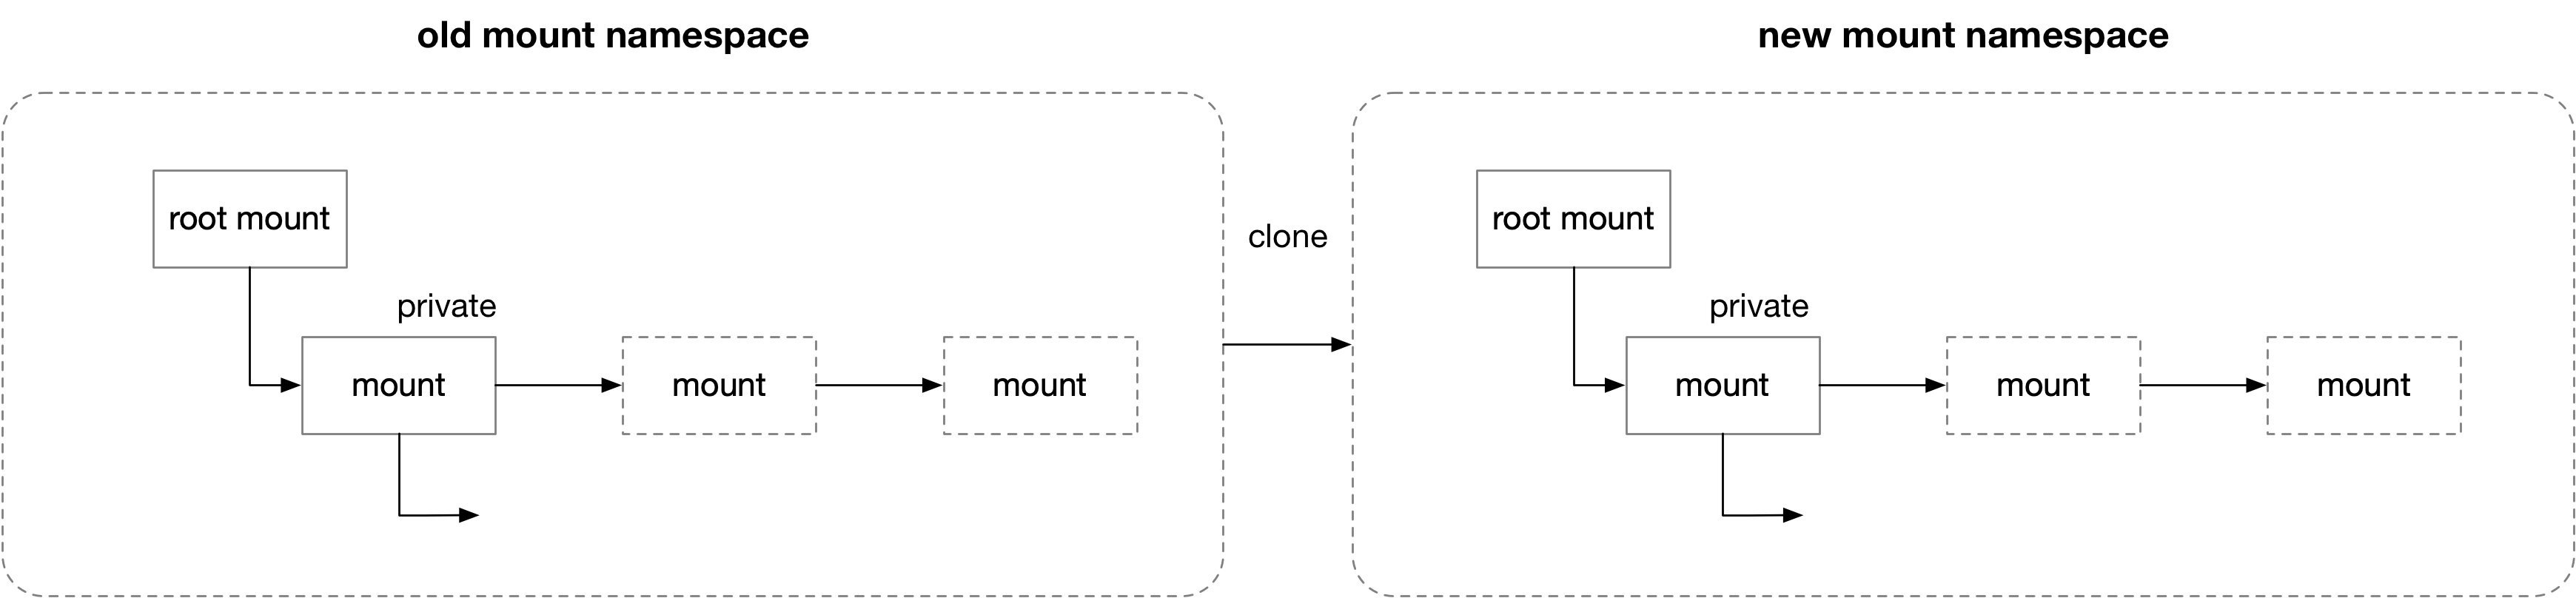 old mount namespace
new mount namespace
root mount
private
mount
mount
mount
clone
root mount
private
mount
mount
mount